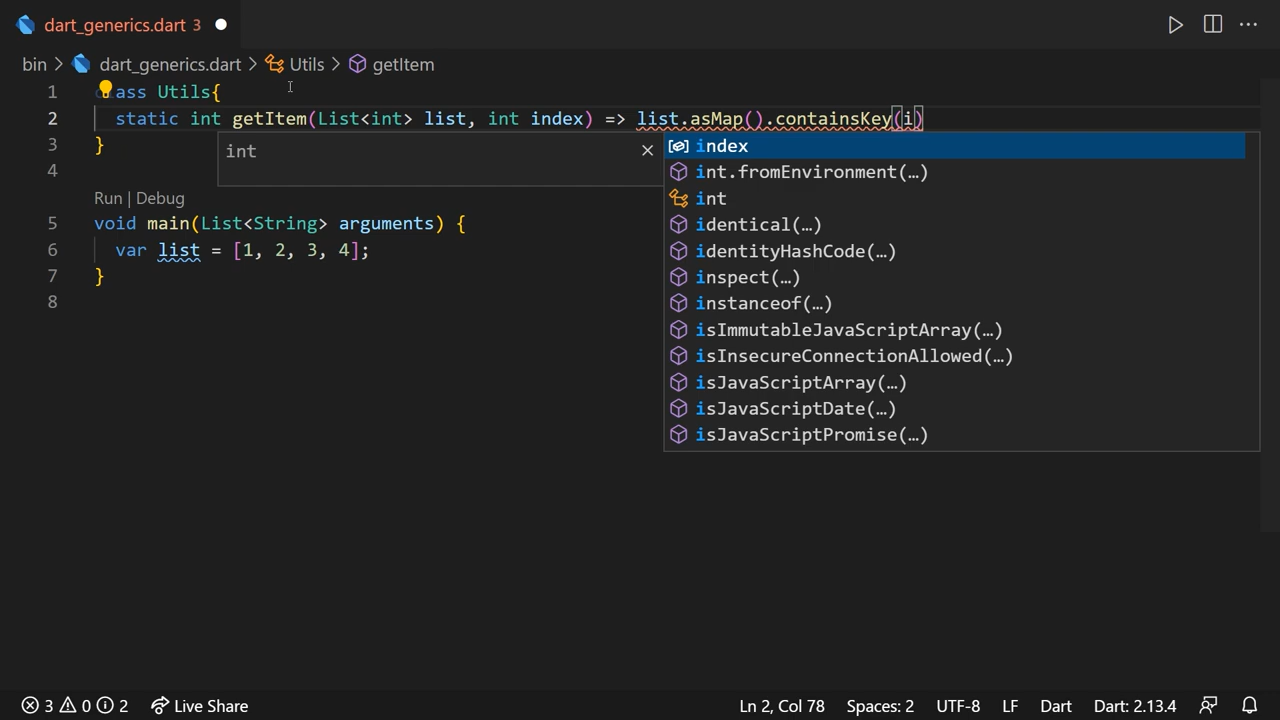 dart_generics.dart 3
bin > dart_generics.dart > Utils > getItem
1 ass Utils{
2 static int getItem(List<int> list, int index) => list.asMap().containsKey(i)
3 }
int
4
Run | Debug
5 void main(List<String> arguments) {
6 var list = [1, 2, 3, 4];
7 }
8
index
int.fromEnvironment(…)
int
identical(…)
identityHashCode(…)
inspect(…)
instanceof(…)
isImmutableJavaScriptArray(…)
isInsecureConnectionAllowed(…)
isJavaScriptArray(…)
isJavaScriptDate(…)
isJavaScriptPromise(…)
3 0 2 Live Share Ln 2, Col 78 Spaces: 2 UTF-8 LF Dart Dart: 2.13.4